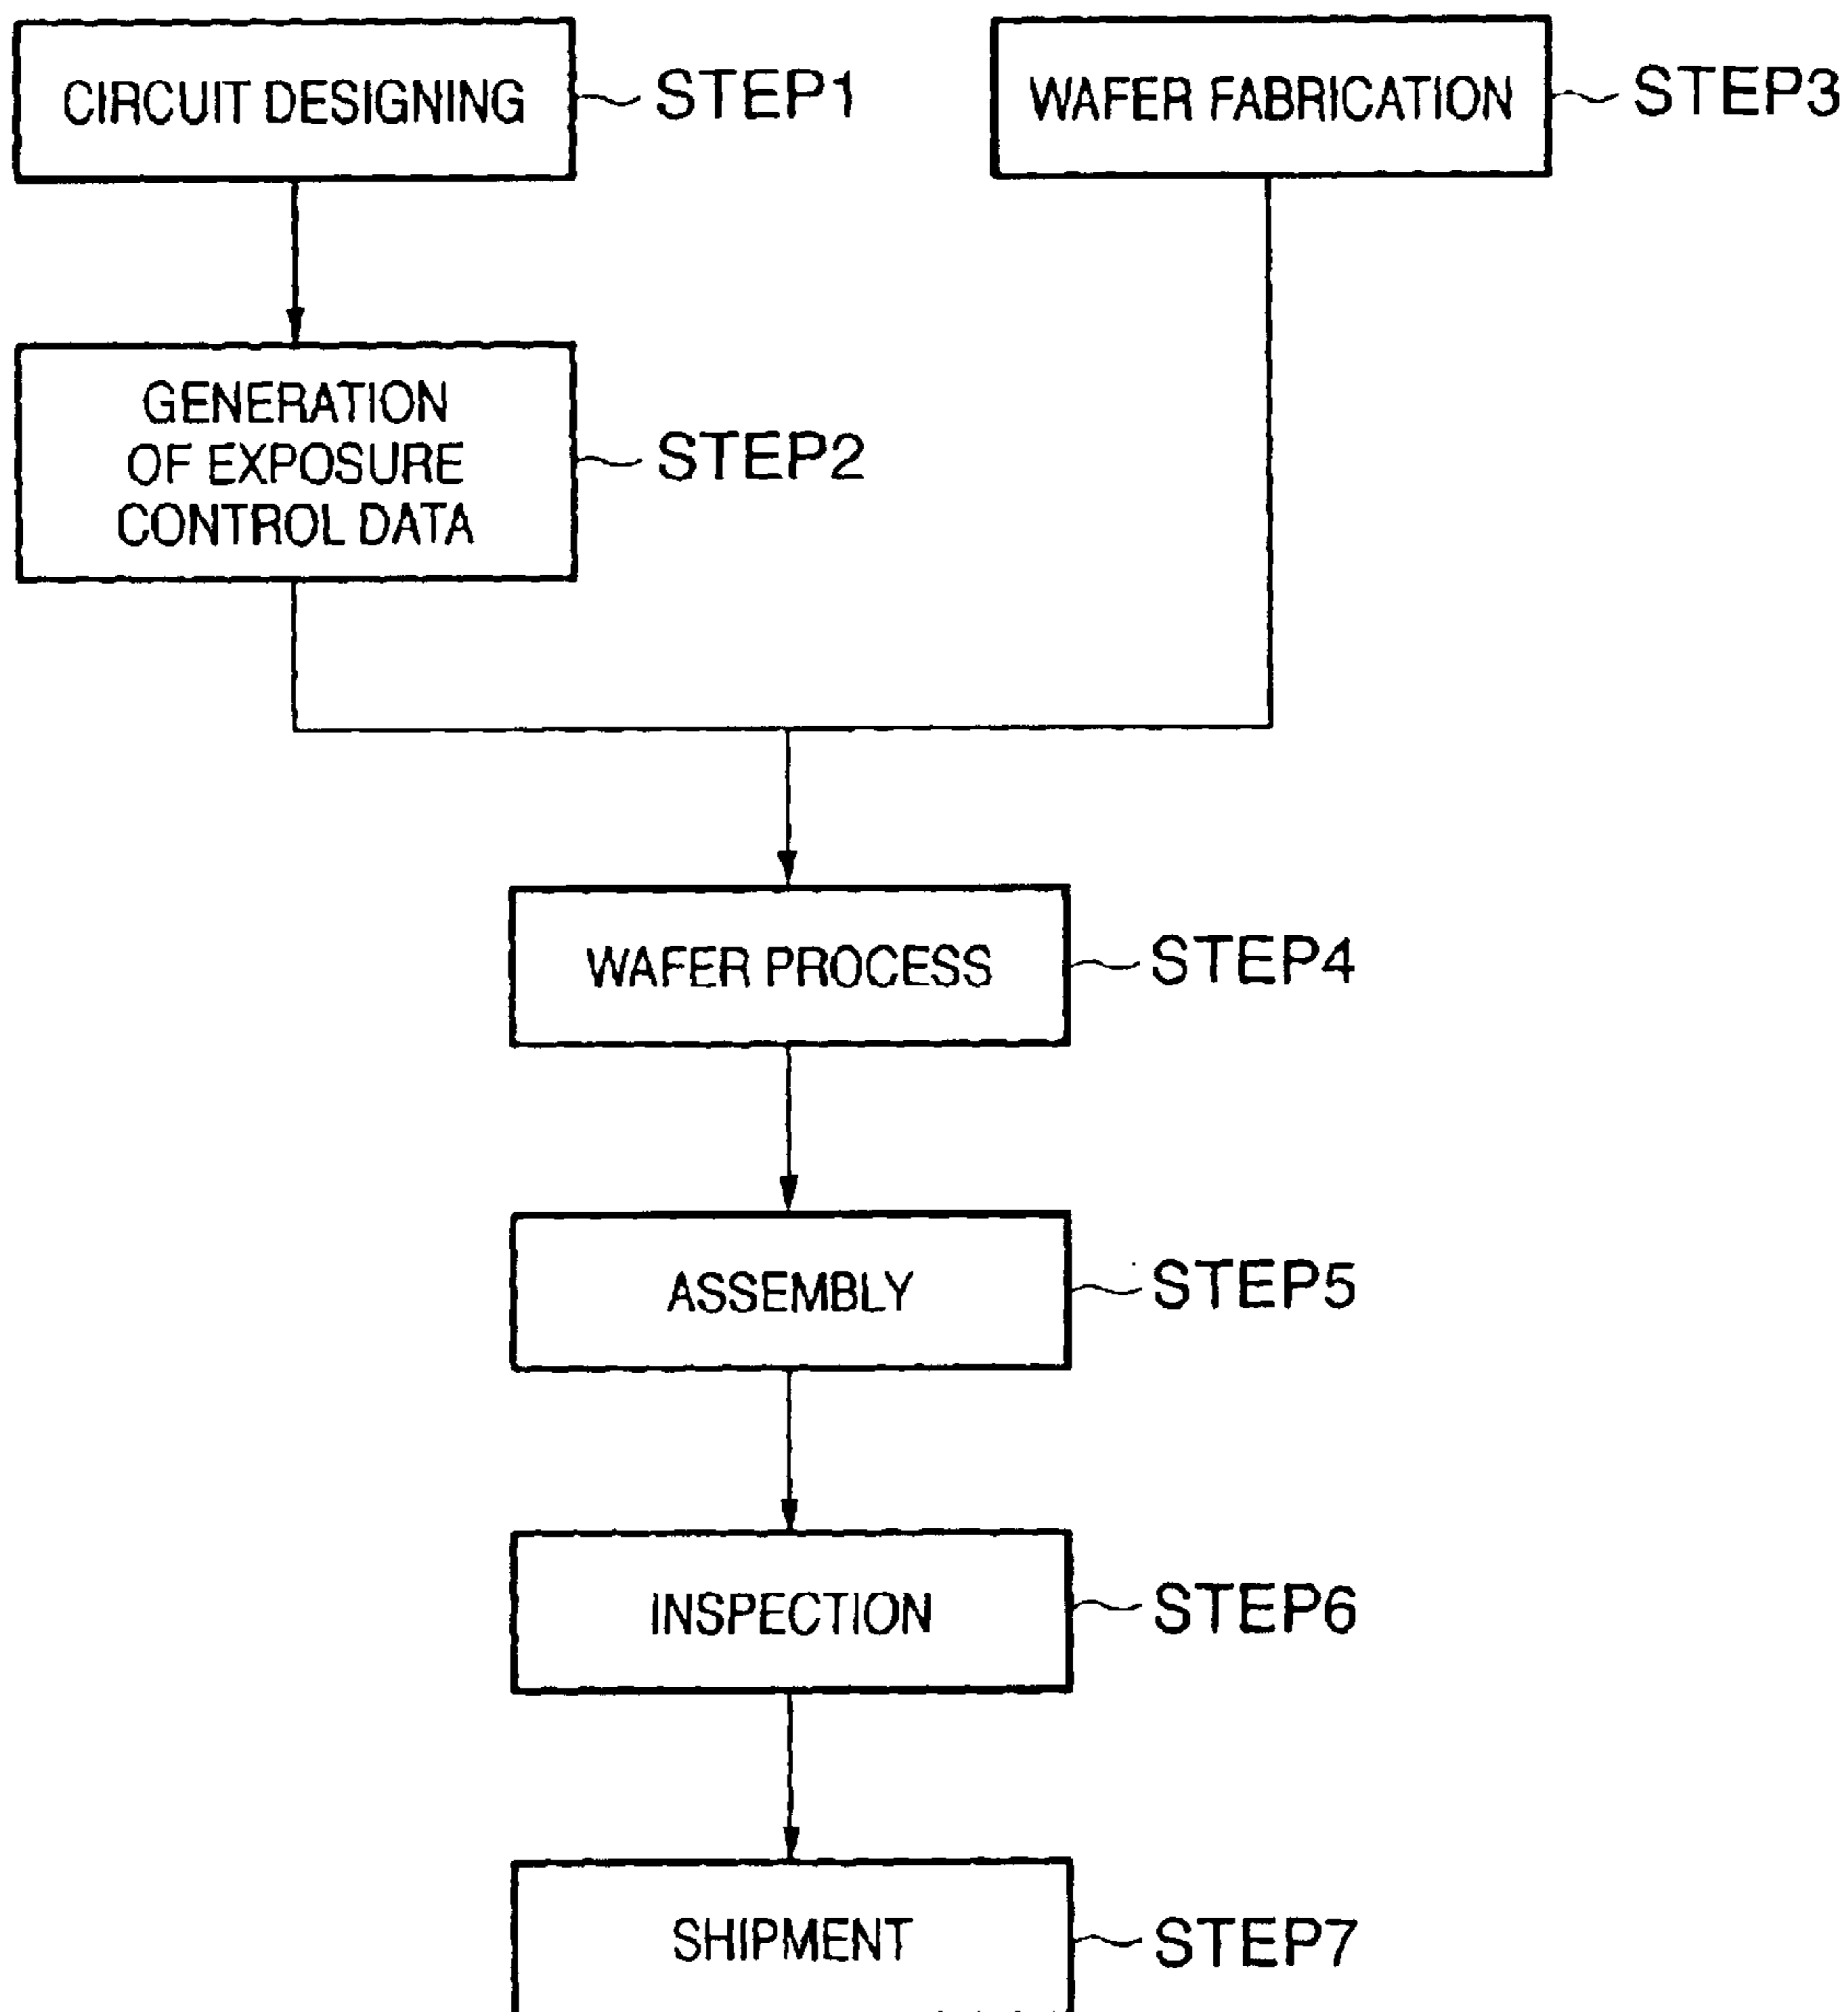 CIRCUIT DESIGNING
STEP1
WAFER FABRICATION
STEP3
GENERATION
OF EXPOSURE
CONTROL DATA
STEP2
WAFER PROCESS
STEP4
ASSEMBLY
STEP5
INSPECTION
STEP6
SHIPMENT
STEP7